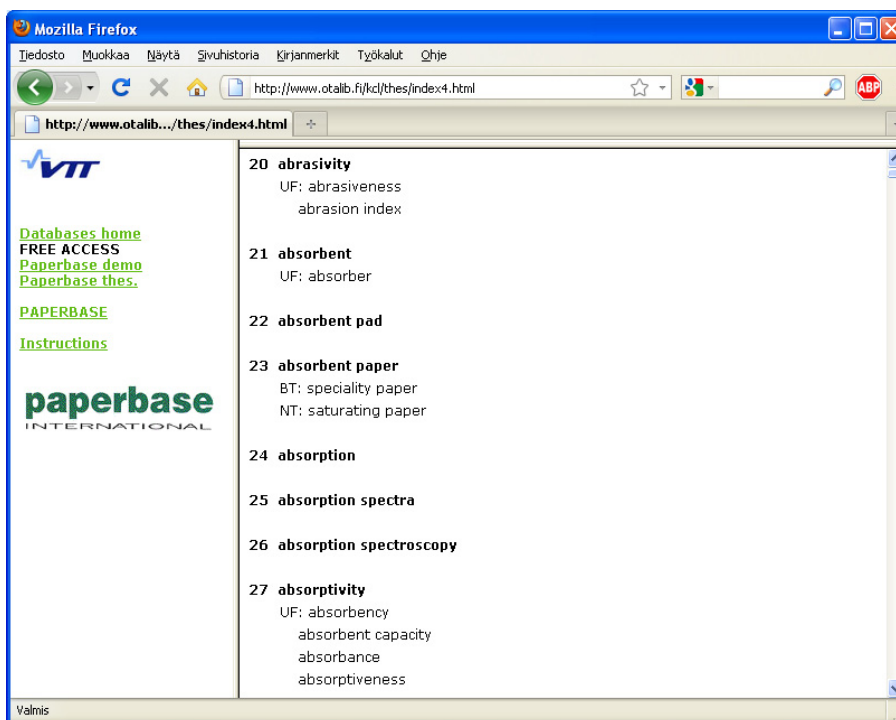 Mozilla Firefox
Tiedosto Muokkaa Näytä Sivuhistoria Kirjanmerkit Työkalut Ohje
http://www.otalib.fi/kcl/thes/index4.html
ABP
http://www.otalib.../thes/index4.html
VTT
Databases home
FREE ACCESS
Paperbase demo
Paperbase thes.
PAPERBASE
Instructions
paperbase
INTERNATIONAL
20 abrasivity
UF: abrasiveness
abrasion index
21 absorbent
UF: absorber
22 absorbent pad
23 absorbent paper
BT: speciality paper
NT: saturating paper
24 absorption
25 absorption spectra
26 absorption spectroscopy
27 absorptivity
UF: absorbency
absorbent capacity
absorbance
absorptiveness
Valmis